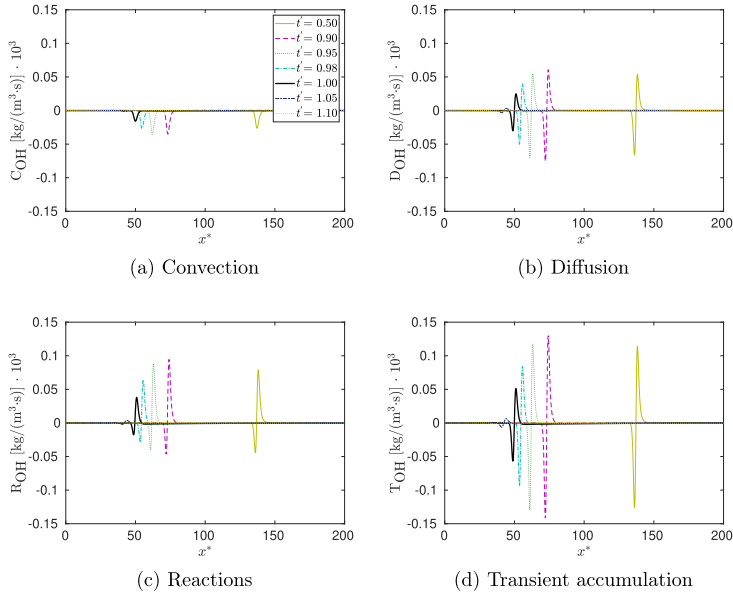 0.15
0.1
0.05
0
-0.05
-0.1
-0.15
C_OH [kg/(m³·s)] · 10³
0 50 100 150 200
x*
t′ = 0.50
t′ = 0.90
t′ = 0.95
t′ = 0.98
t′ = 1.00
t′ = 1.05
t′ = 1.10
(a) Convection
0.15
0.1
0.05
0
-0.05
-0.1
-0.15
D_OH [kg/(m³·s)] · 10³
0 50 100 150 200
x*
(b) Diffusion
0.15
0.1
0.05
0
-0.05
-0.1
-0.15
R_OH [kg/(m³·s)] · 10³
0 50 100 150 200
x*
(c) Reactions
0.15
0.1
0.05
0
-0.05
-0.1
-0.15
T_OH [kg/(m³·s)] · 10³
0 50 100 150 200
x*
(d) Transient accumulation